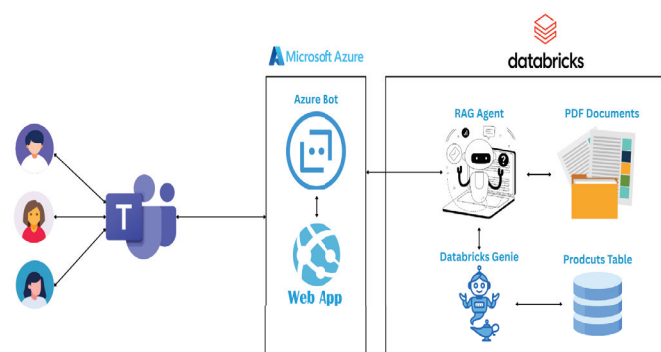 Microsoft Azure
databricks
Azure Bot
RAG Agent
PDF Documents
T
Web App
Databricks Genie
Prodcuts Table